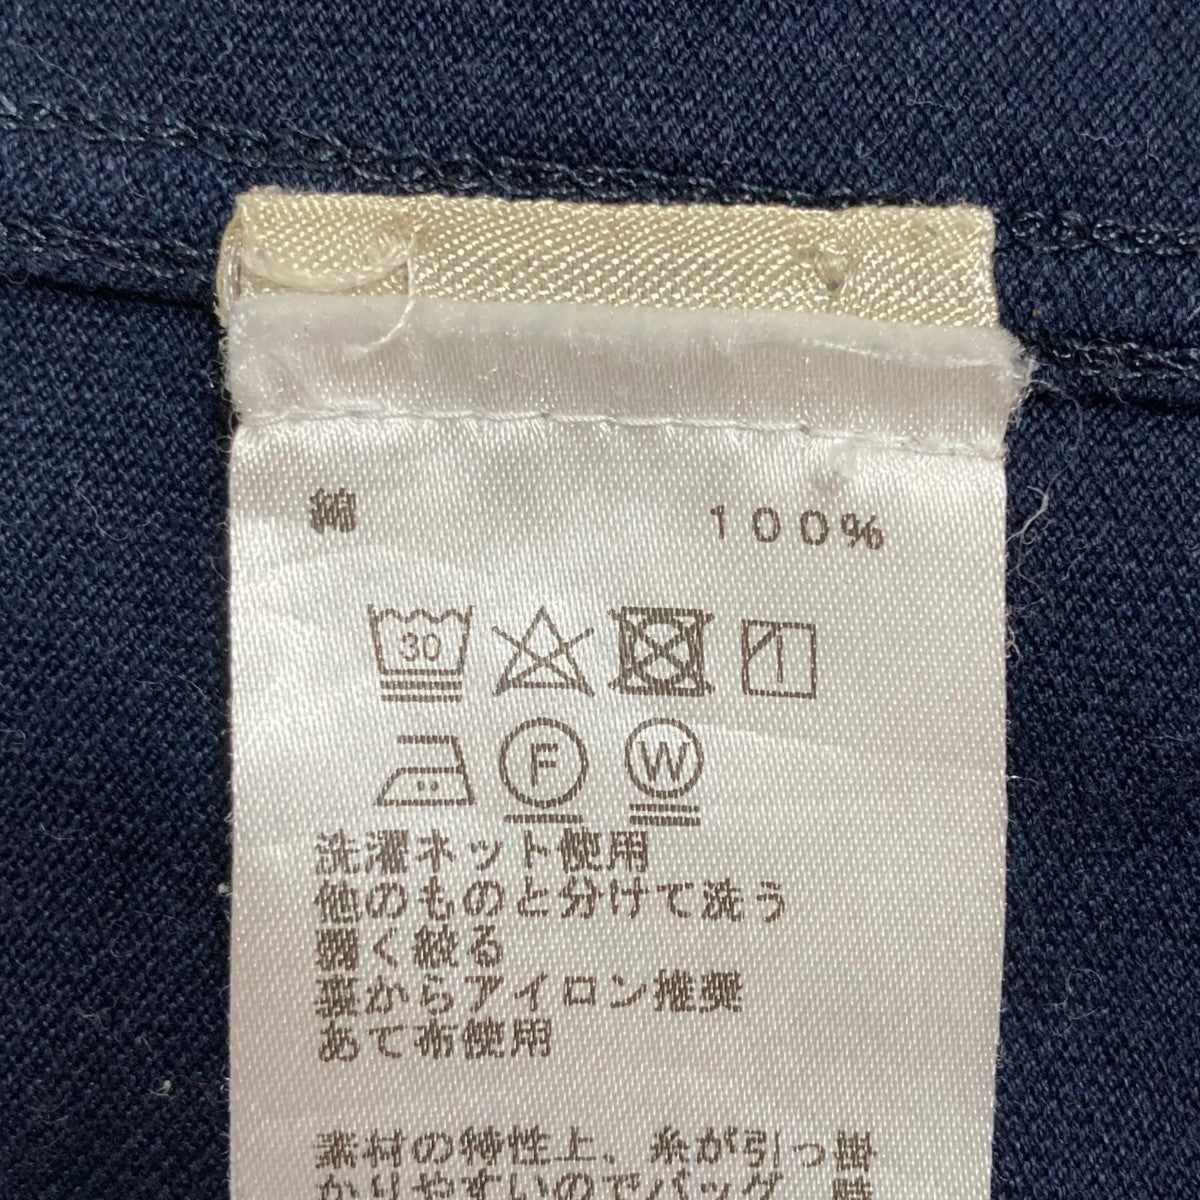 綿 100%
30
1
F W
洗濯ネット使用
他のものと分けて洗う
弱く絞る
裏からアイロン推奨
あて布使用
素材の特性上、糸が引っ掛
かりやすいのでバッグ、時